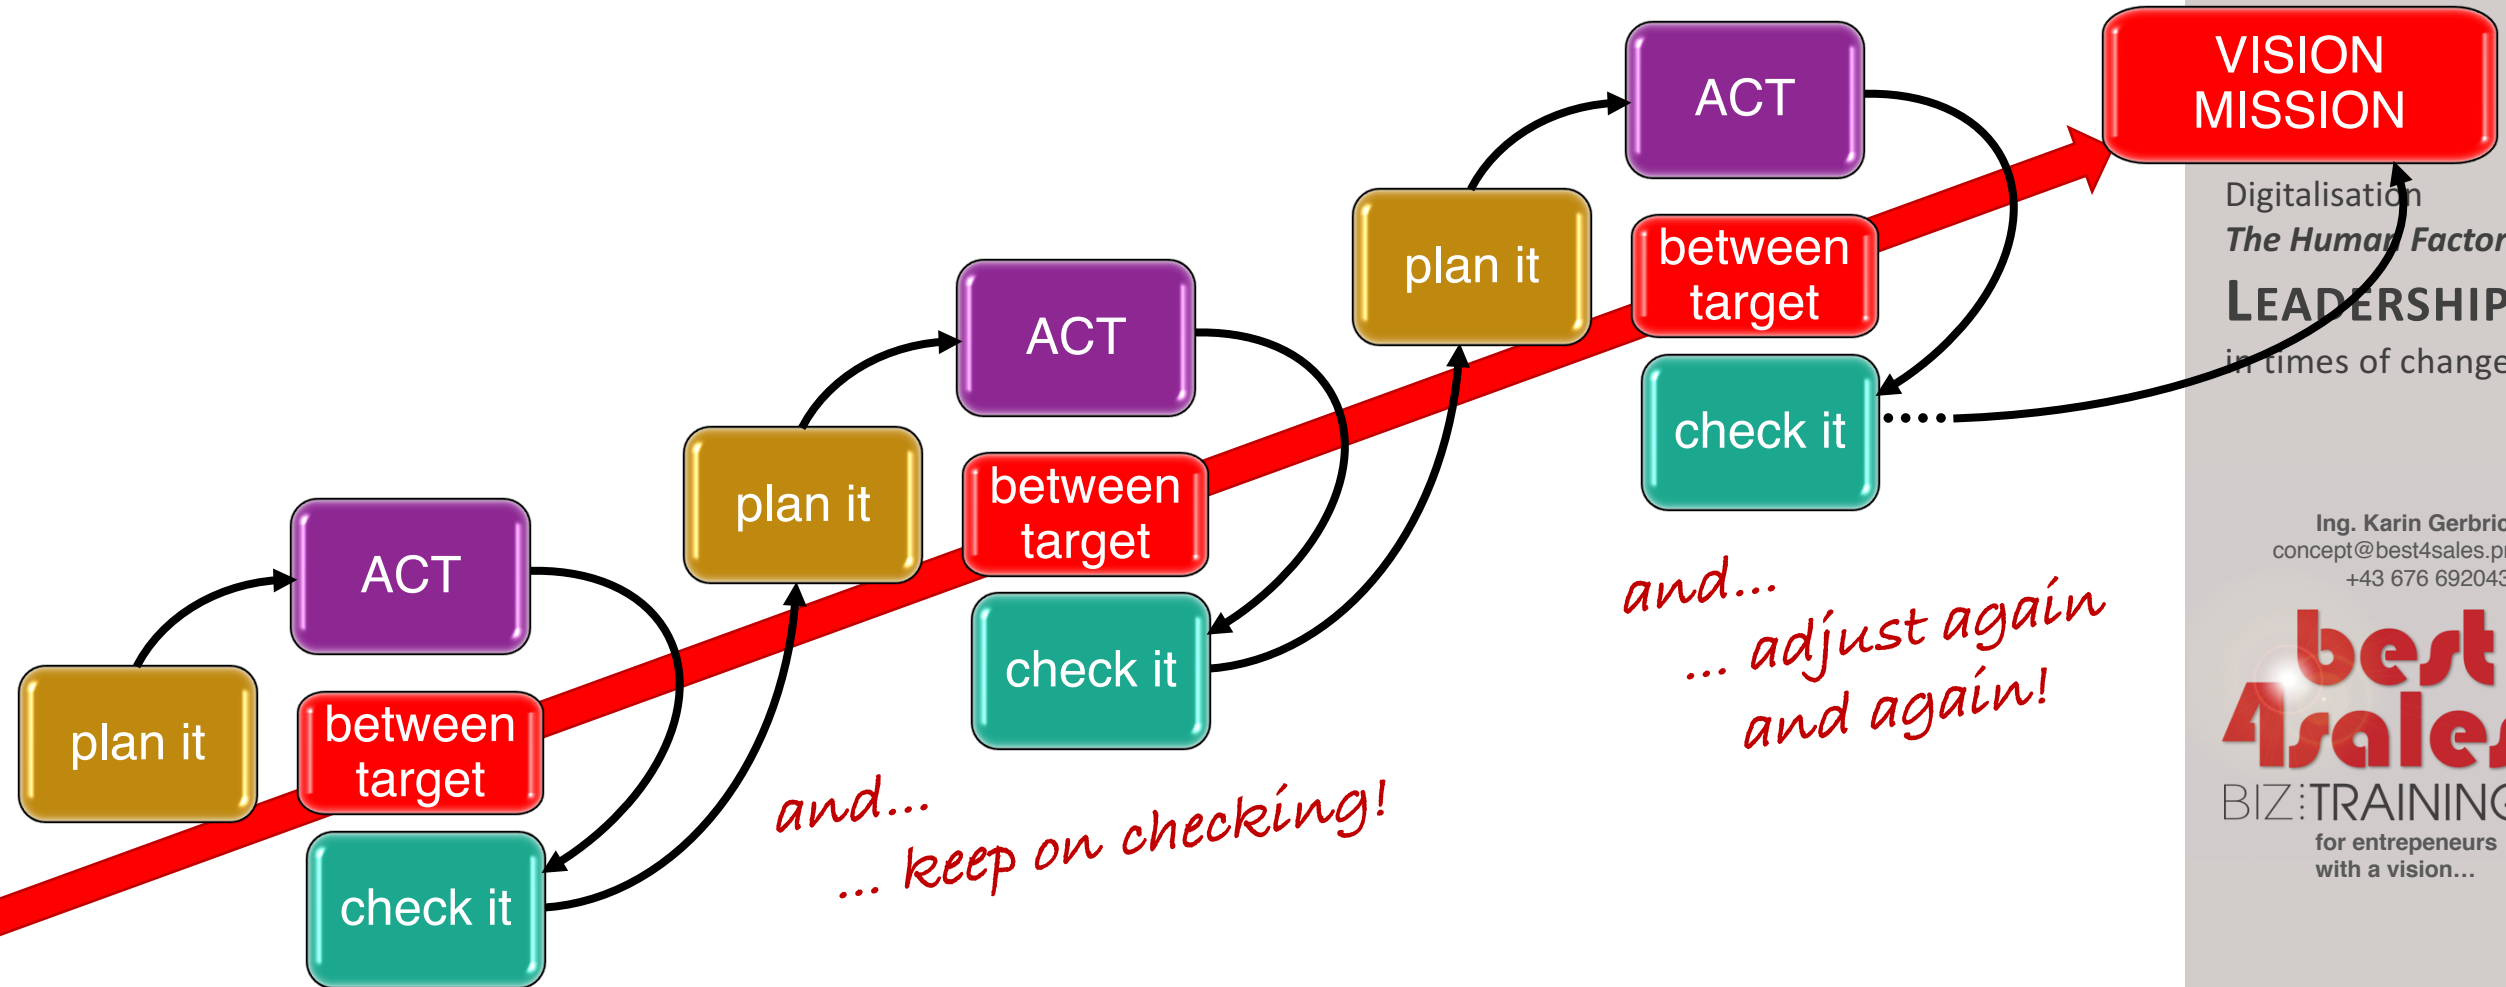 plan it
ACT
between
target
check it
and...
... keep on checking!
plan it
ACT
between
target
check it
and...
... adjust again
and again!
plan it
ACT
between
target
check it
VISION
MISSION
Digitalisation
The Human Factor
LEADERSHIP
in times of change
Ing. Karin
concept@best4sales.pr
+43 676 692043
best
4sales
BIZ:TRAINING
for entrepeneurs
with a vision...